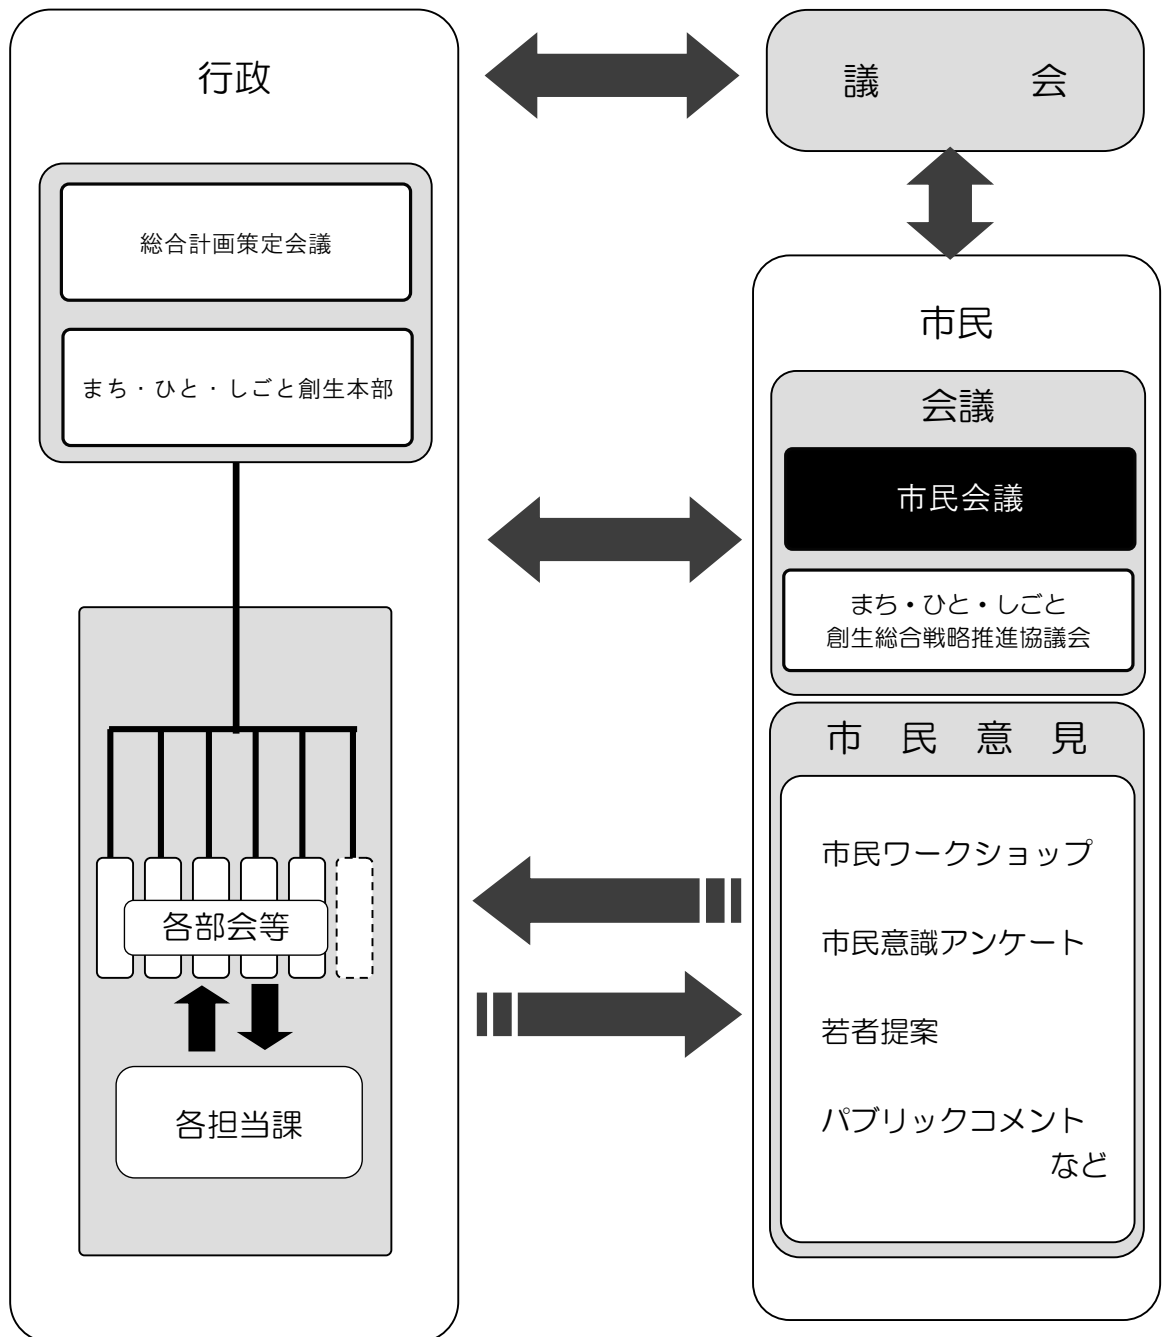 行政
総合計画策定会議
まち・ひと・しごと創生本部
各部会等
各担当課
議　会
市民
会議
市民会議
まち・ひと・しごと
創生総合戦略推進協議会
市　民　意　見
市民ワークショップ
市民意識アンケート
若者提案
パブリックコメント
など